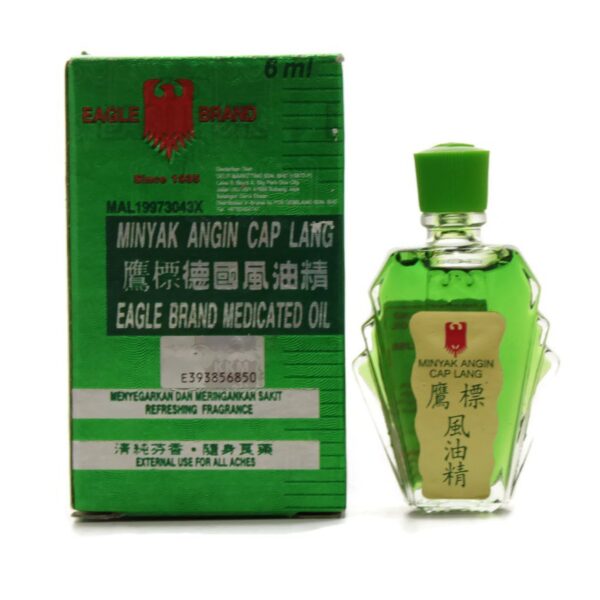 6 ml
EAGLE BRAND
Since 1935
MAL19973043X
MINYAK ANGIN CAP LANG
鷹標德國風油精
EAGLE BRAND MEDICATED OIL
E393856850
MENYEGARKAN DAN MERINGANKAN SAKIT
REFRESHING FRAGRANCE
清純芬香・隨身良藥
EXTERNAL USE FOR ALL ACHES
MINYAK ANGIN
CAP LANG
鷹標
風
油
精